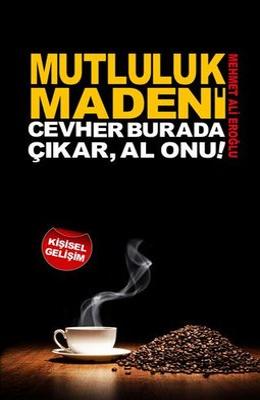 MUTLULUK
MADENİ
CEVHER BURADA
ÇIKAR, AL ONU!
MEHMET ALİ EROĞLU
KİŞİSEL
GELİŞİM